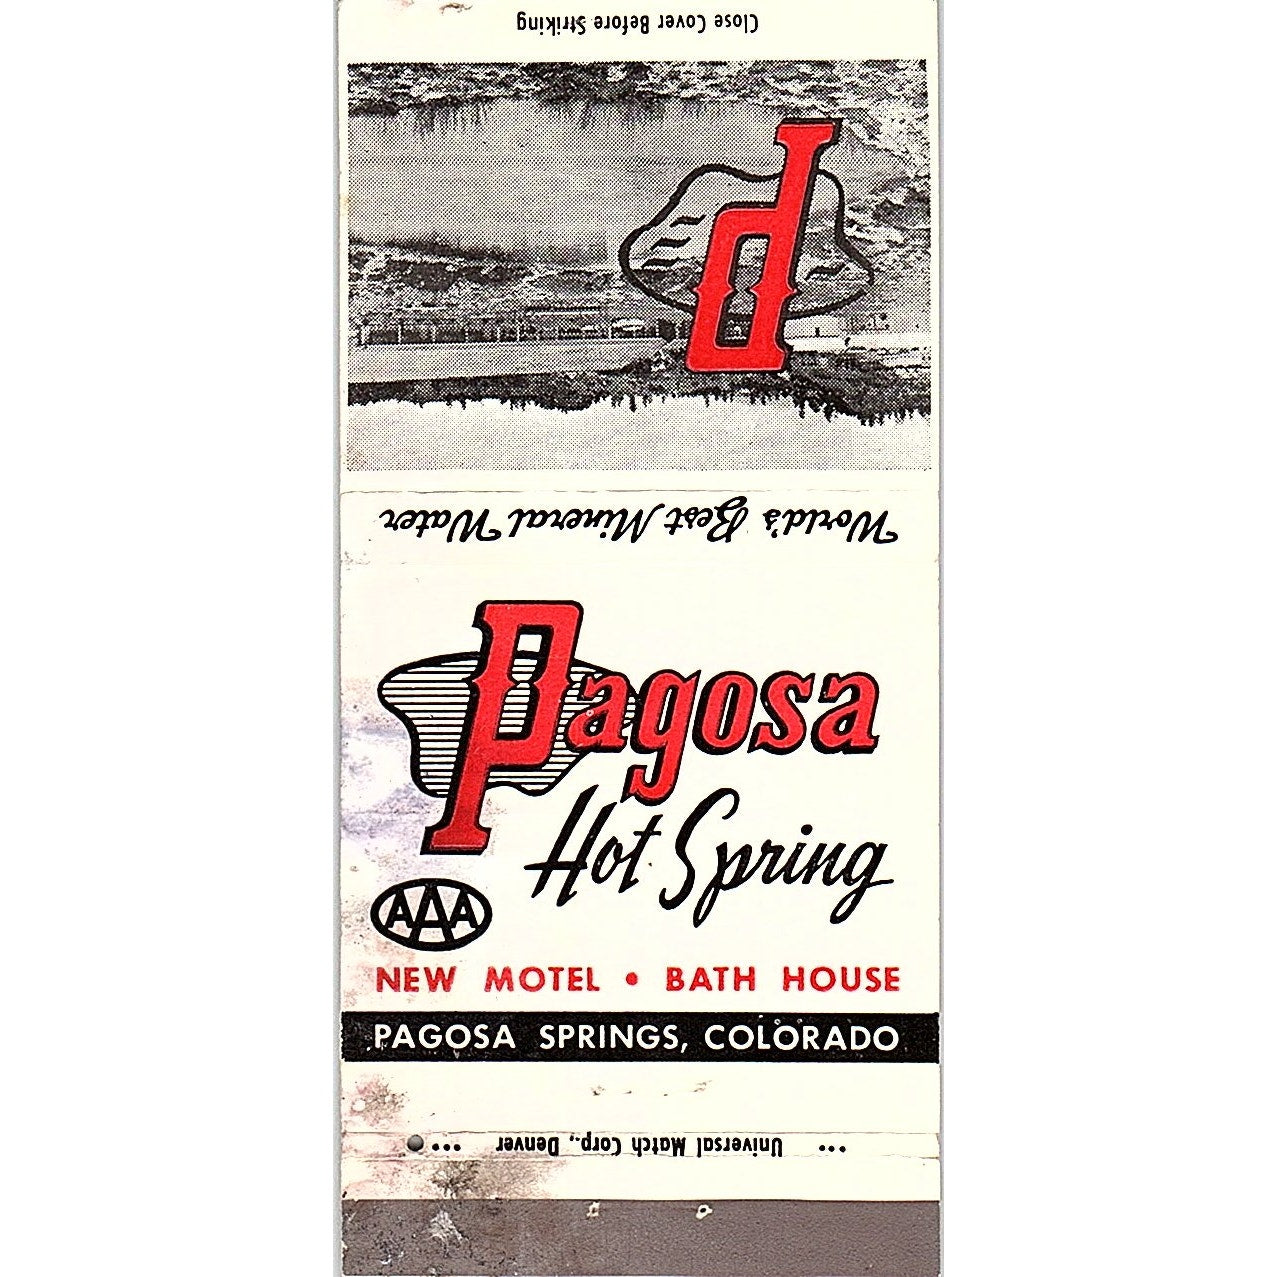 Close Cover Before Striking
P
World's Best Mineral Water
Pagosa
Hot Spring
AAA
NEW MOTEL • BATH HOUSE
PAGOSA SPRINGS, COLORADO
... Universal Match Corp., Denver ...